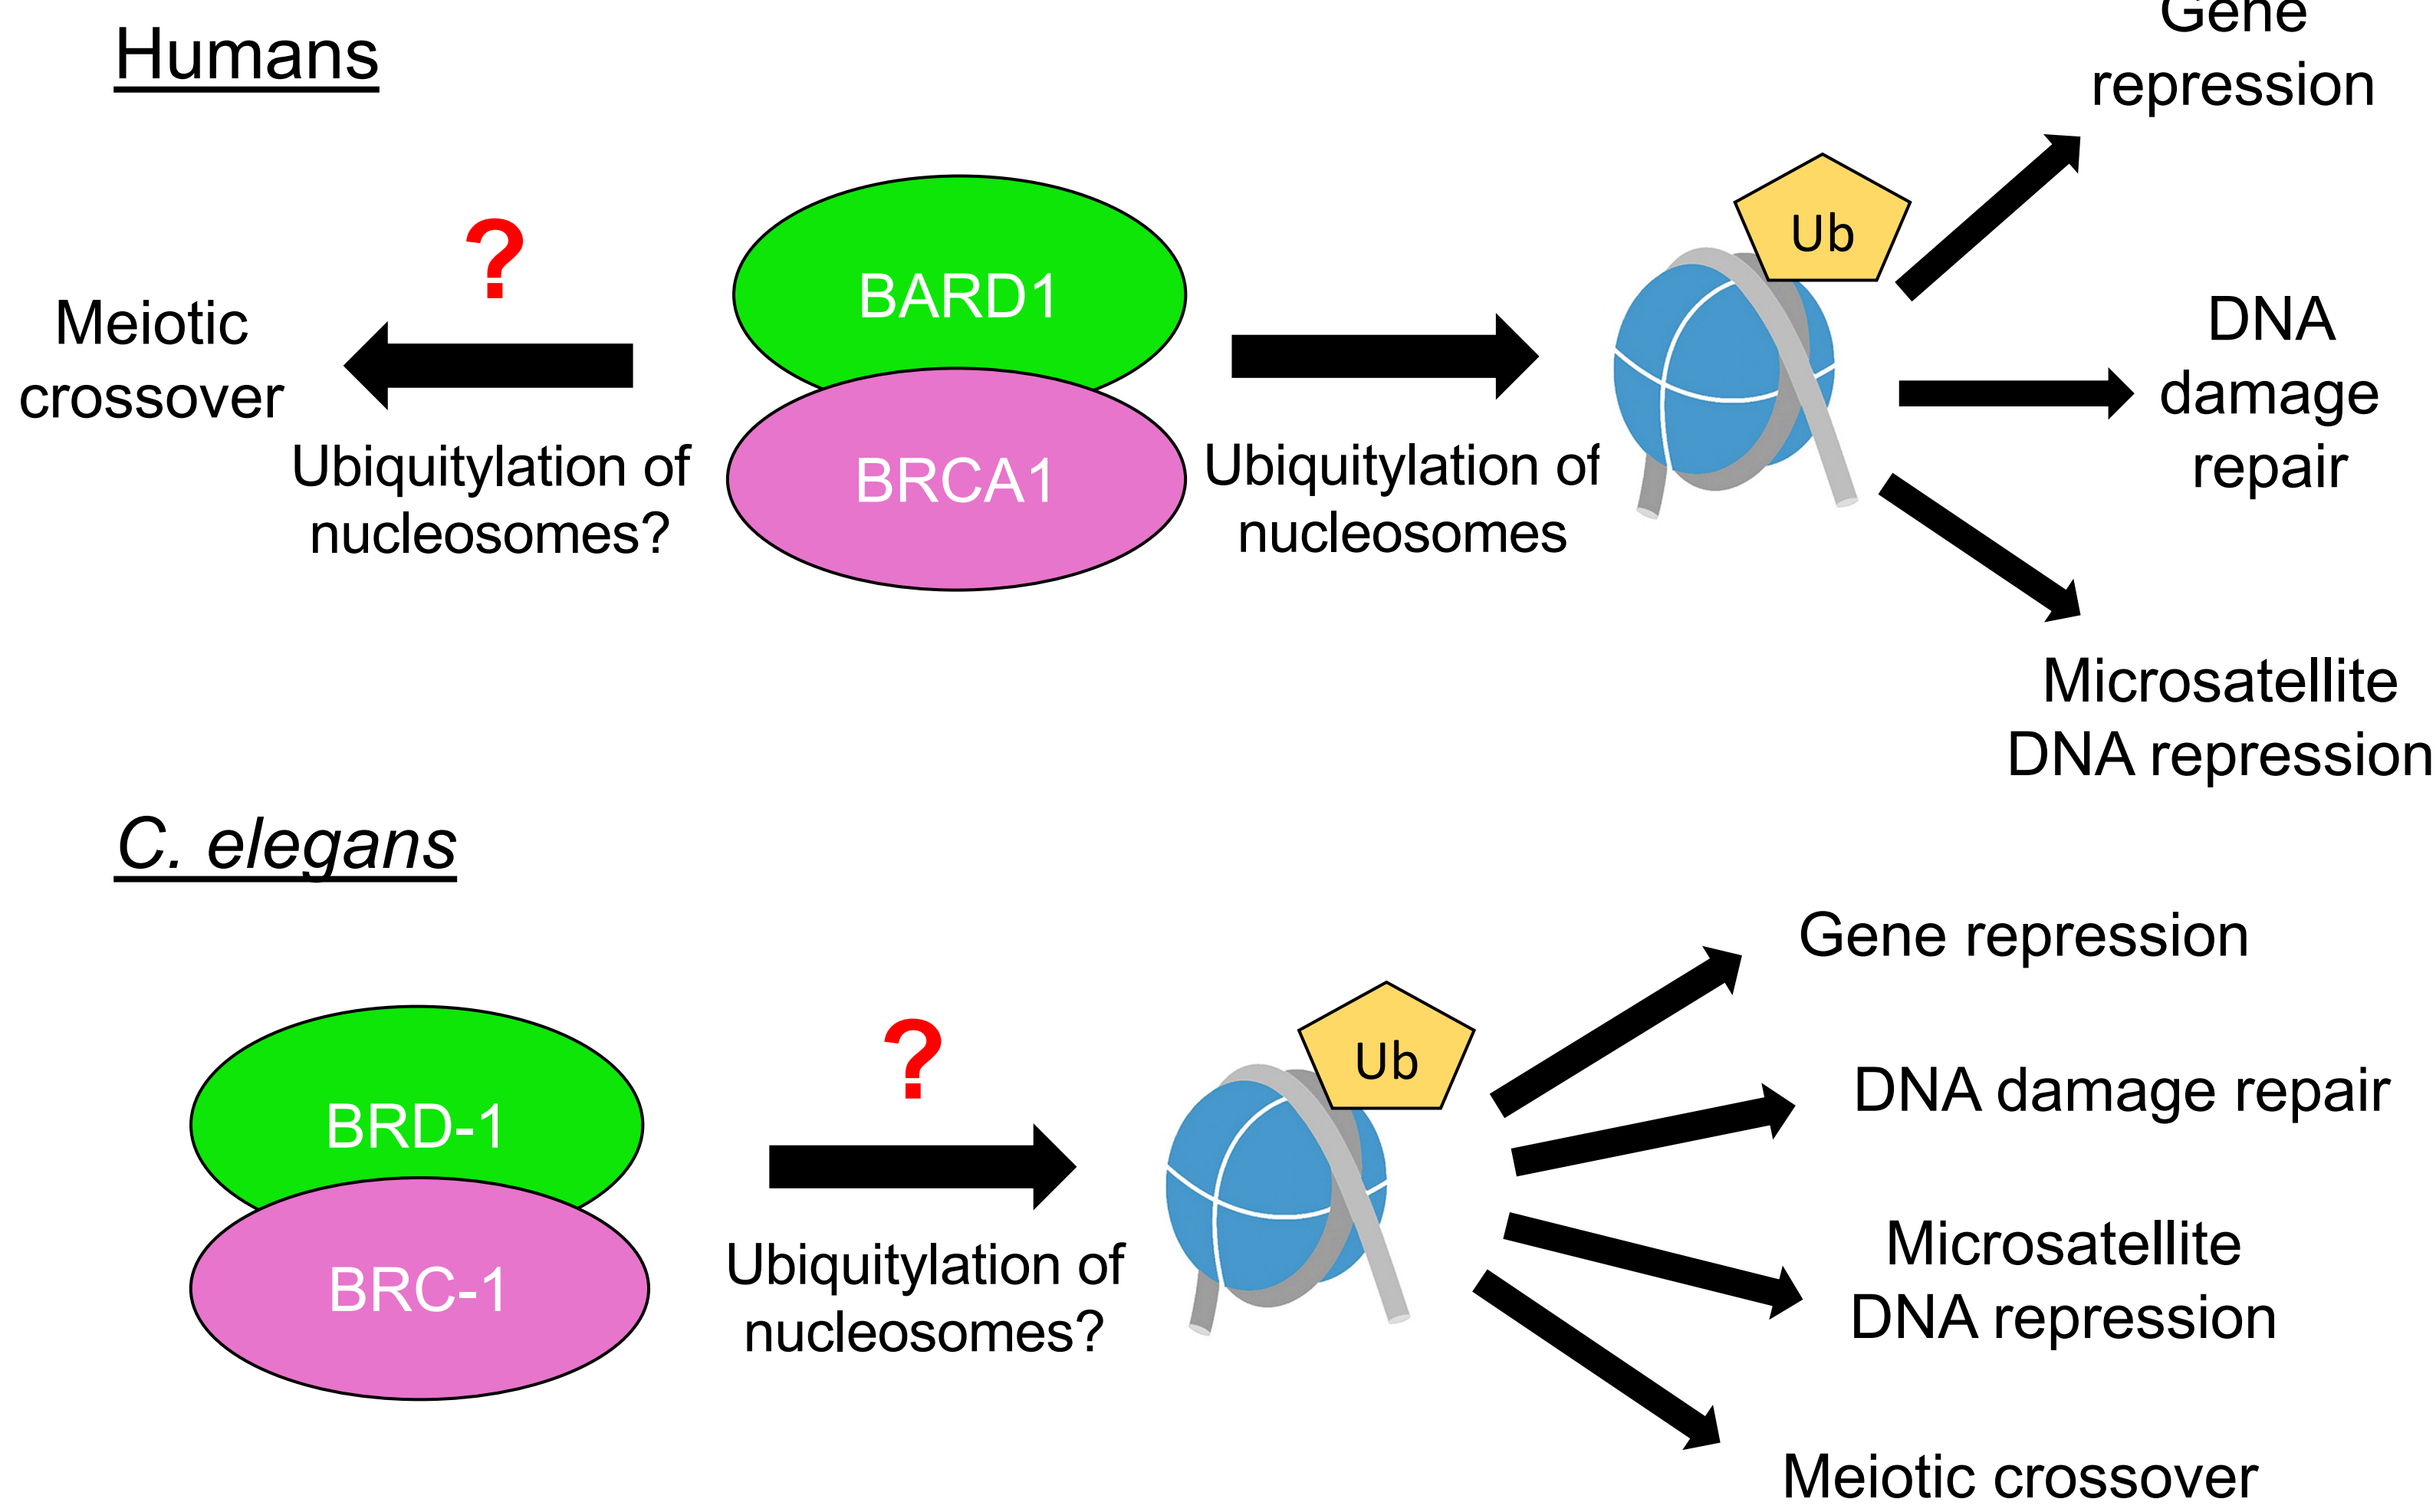 Humans
Gene
repression
?
Meiotic
crossover
Ubiquitylation of
nucleosomes?
BARD1
BRCA1
Ubiquitylation of
nucleosomes
Ub
DNA
damage
repair
Microsatellite
DNA repression
C. elegans
BRD-1
BRC-1
?
Ubiquitylation of
nucleosomes?
Ub
Gene repression
DNA damage repair
Microsatellite
DNA repression
Meiotic crossover